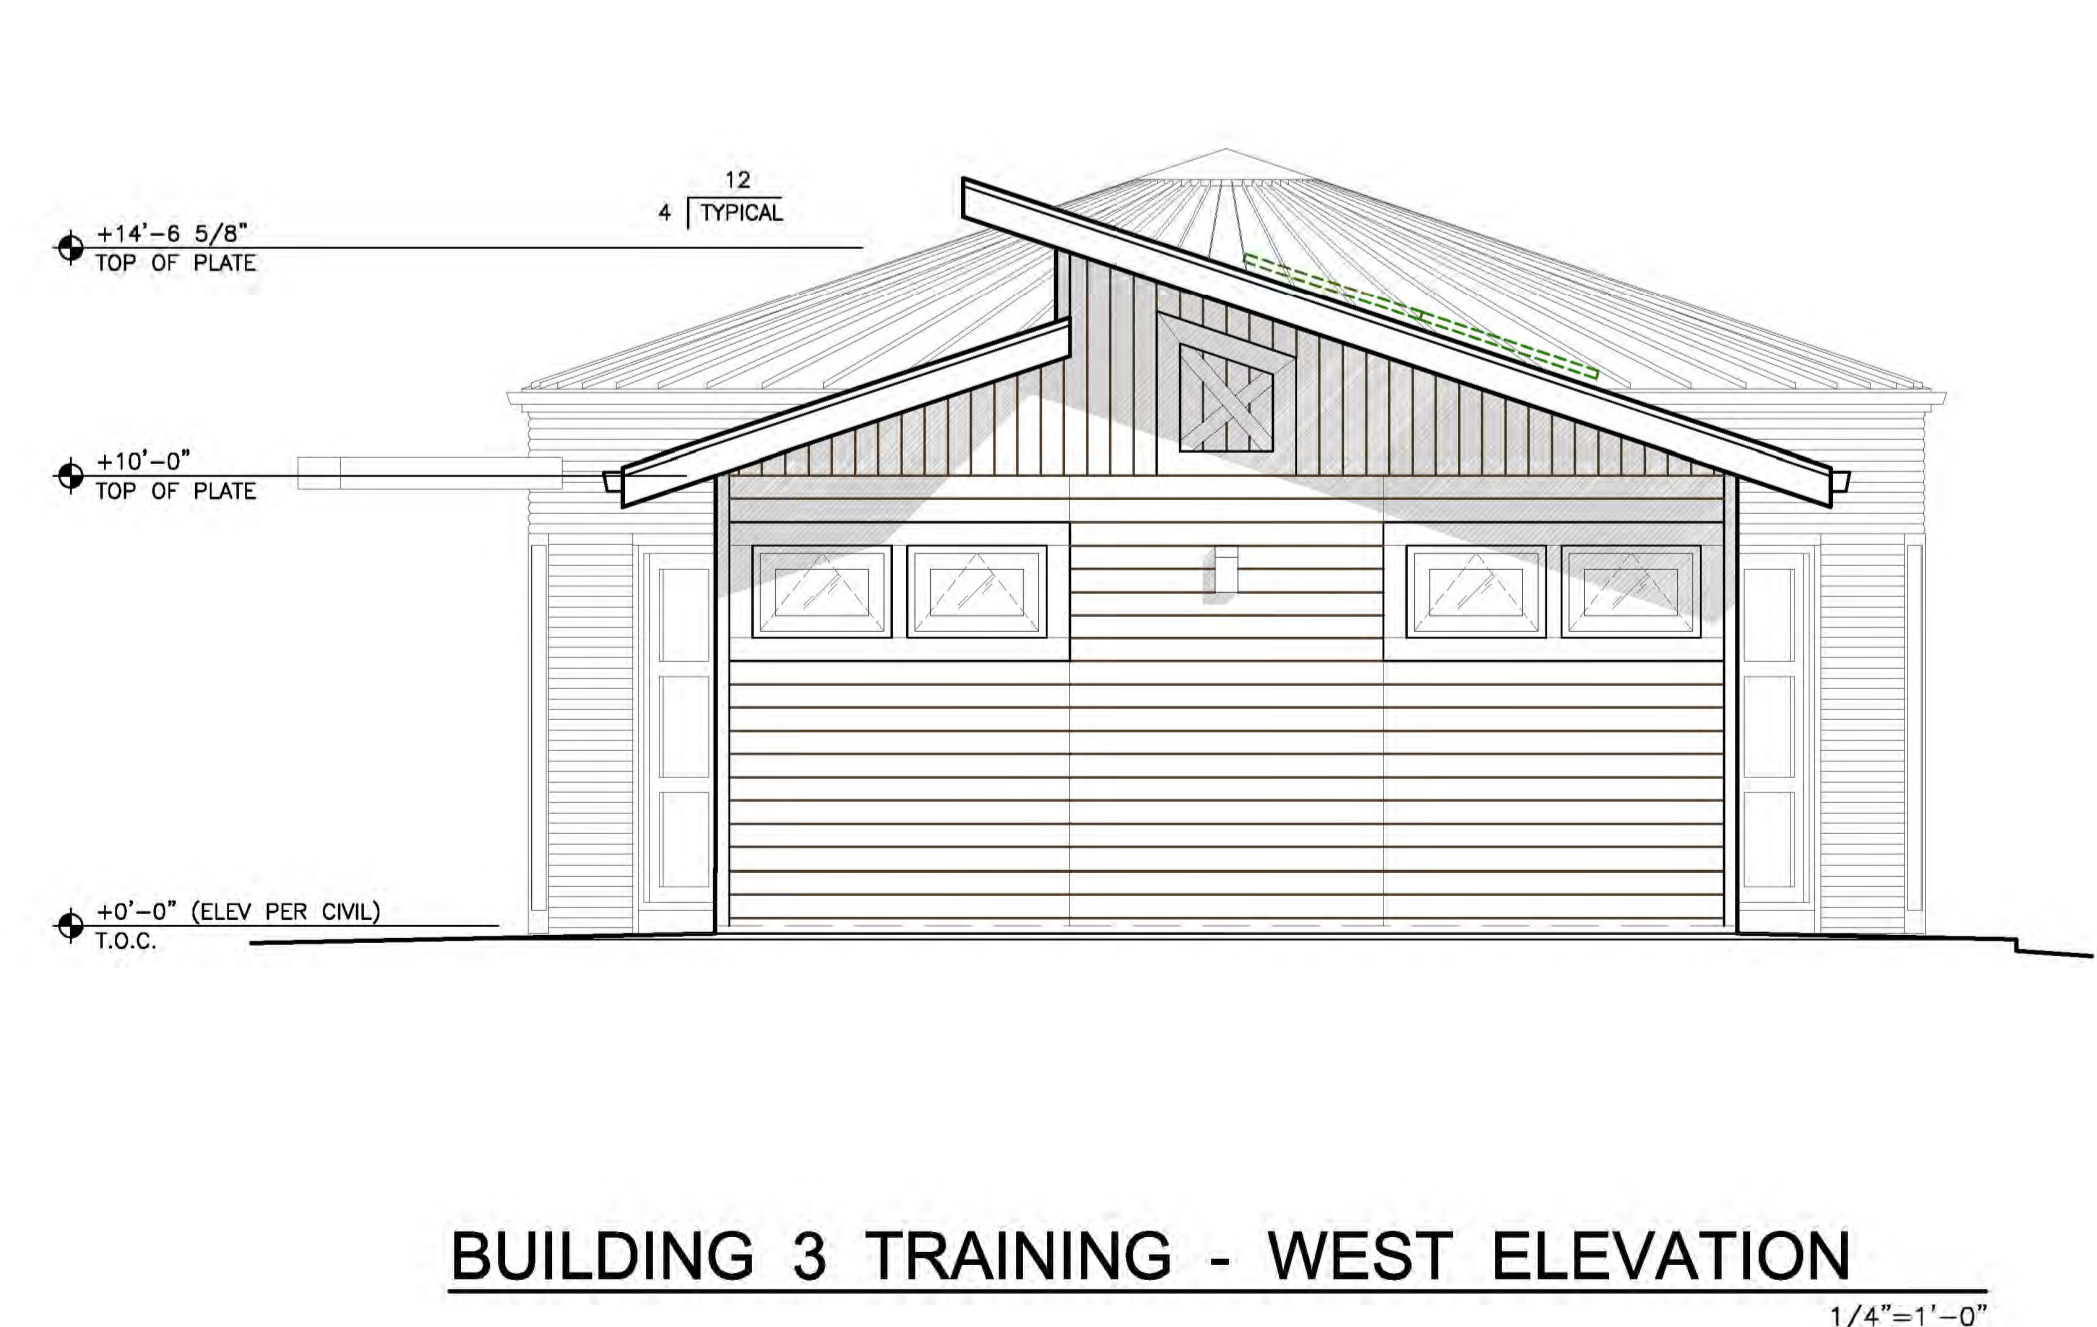 12
4 TYPICAL
+14'-6 5/8"
TOP OF PLATE
+10'-0"
TOP OF PLATE
+0'-0" (ELEV PER CIVIL)
T.O.C.
BUILDING 3 TRAINING - WEST ELEVATION
1/4"=1'-0"